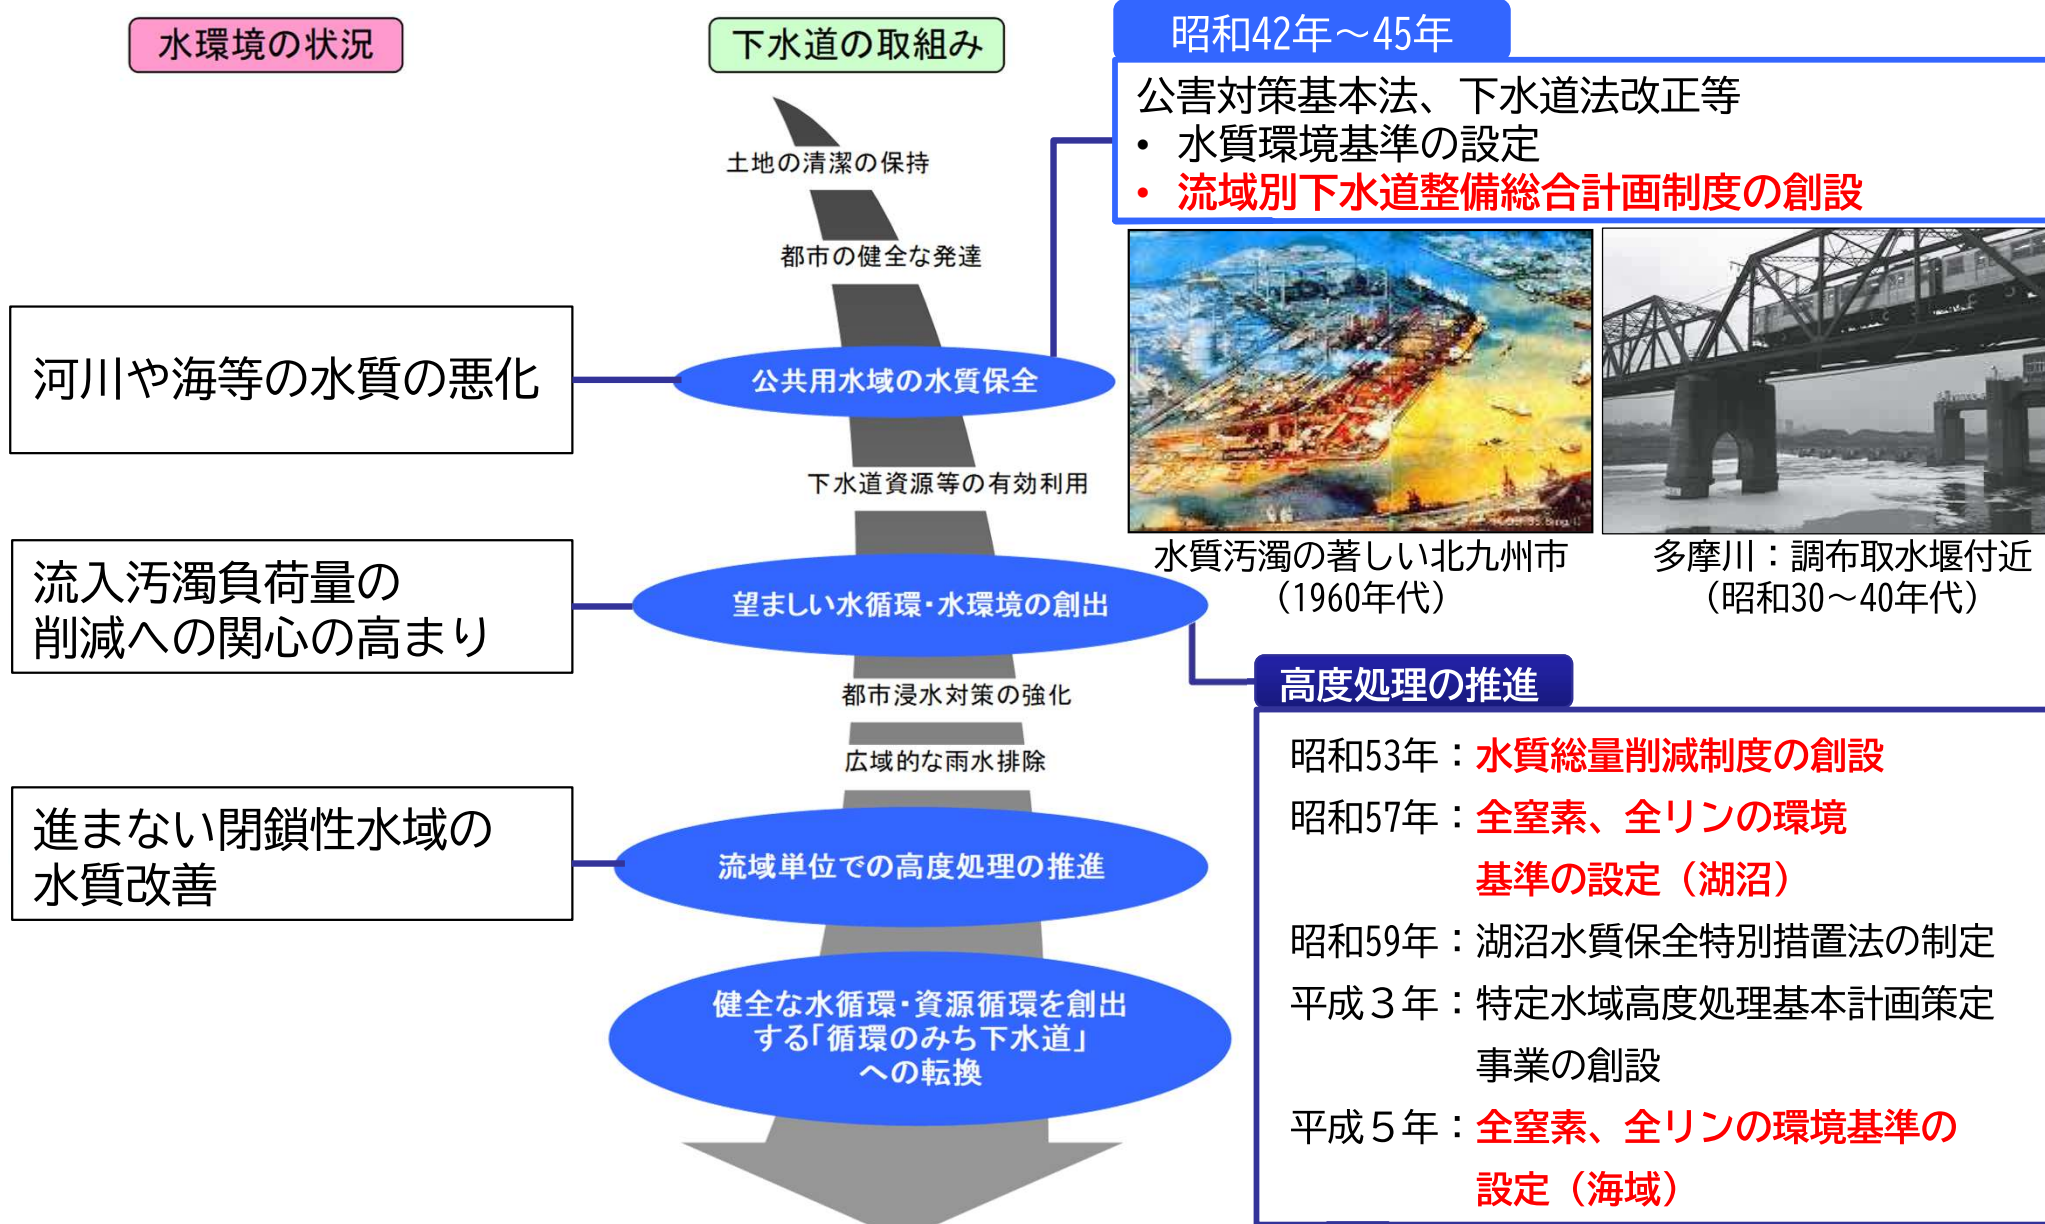 水環境の状況
下水道の取組み
昭和42年～45年
公害対策基本法、下水道法改正等
• 水質環境基準の設定
• 流域別下水道整備総合計画制度の創設
土地の清潔の保持
都市の健全な発達
河川や海等の水質の悪化
公共用水域の水質保全
下水道資源等の有効利用
水質汚濁の著しい北九州市
（1960年代）
多摩川：調布取水堰付近
（昭和30～40年代）
流入汚濁負荷量の
削減への関心の高まり
望ましい水循環・水環境の創出
都市浸水対策の強化
広域的な雨水排除
進まない閉鎖性水域の
水質改善
流域単位での高度処理の推進
健全な水循環・資源循環を創出
する「循環のみち下水道」
への転換
高度処理の推進
昭和53年：水質総量削減制度の創設
昭和57年：全窒素、全リンの環境
基準の設定（湖沼）
昭和59年：湖沼水質保全特別措置法の制定
平成３年：特定水域高度処理基本計画策定
事業の創設
平成５年：全窒素、全リンの環境基準の
設定（海域）